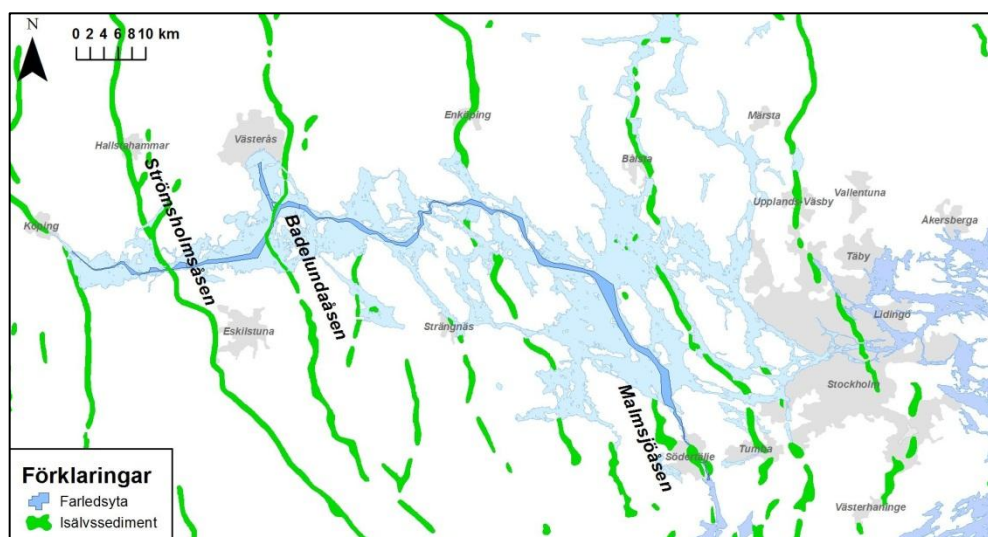 N
0 2 4 6 8 10 km
Enköping
Märsta
Västerås
Hallstahammar
Bålsta
Vallentuna
Upplands-Väsby
Åkersberga
Köping
Strömsholmsåsen
Badelundaåsen
Täby
Lidingö
Eskilstuna
Strängnäs
Stockholm
Malmsjöåsen
Södertälje
Tumba
Västerhaninge
Förklaringar
Farledsyta
Isälvssediment